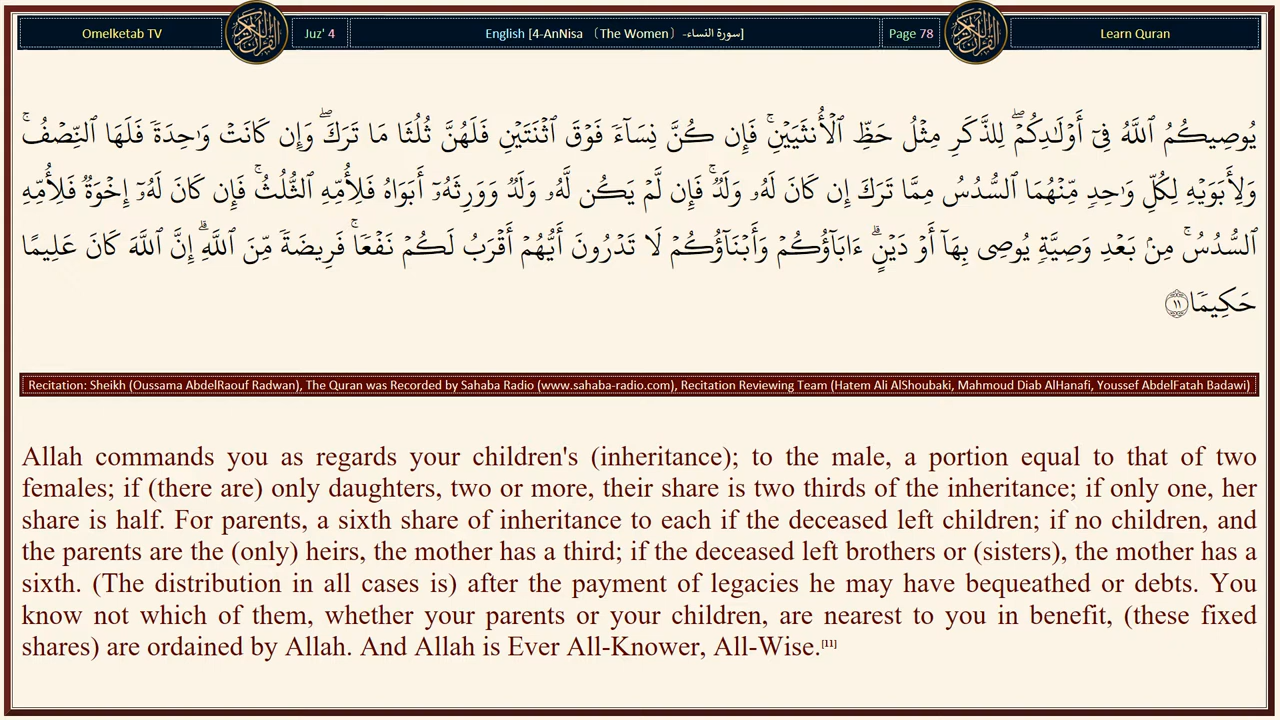 Omelketab TV
Juz' 4
English [4-AnNisa (The Women) -سورة النساء]
Page 78
Learn Quran
يُوصِيكُمُ ٱللَّهُ فِىٓ أَوْلَـٰدِكُمْ ۖ لِلذَّكَرِ مِثْلُ حَظِّ ٱلْأُنثَيَيْنِ ۚ فَإِن كُنَّ نِسَآءً فَوْقَ ٱثْنَتَيْنِ فَلَهُنَّ ثُلُثَا مَا تَرَكَ ۖ وَإِن كَانَتْ وَٰحِدَةً فَلَهَا ٱلنِّصْفُ ۚ
وَلِأَبَوَيْهِ لِكُلِّ وَٰحِدٍ مِّنْهُمَا ٱلسُّدُسُ مِمَّا تَرَكَ إِن كَانَ لَهُۥ وَلَدٌ ۚ فَإِن لَّمْ يَكُن لَّهُۥ وَلَدٌ وَوَرِثَهُۥٓ أَبَوَاهُ فَلِأُمِّهِ ٱلثُّلُثُ ۚ فَإِن كَانَ لَهُۥٓ إِخْوَةٌ فَلِأُمِّهِ
ٱلسُّدُسُ ۚ مِنۢ بَعْدِ وَصِيَّةٍ يُوصِى بِهَآ أَوْ دَيْنٍ ۗ ءَابَآؤُكُمْ وَأَبْنَآؤُكُمْ لَا تَدْرُونَ أَيُّهُمْ أَقْرَبُ لَكُمْ نَفْعًا ۚ فَرِيضَةً مِّنَ ٱللَّهِ ۗ إِنَّ ٱللَّهَ كَانَ عَلِيمًا
حَكِيمًا ١١
Recitation: Sheikh (Oussama AbdelRaouf Radwan), The Quran was Recorded by Sahaba Radio (www.sahaba-radio.com), Recitation Reviewing Team (Hatem Ali AlShoubaki, Mahmoud Diab AlHanafi, Youssef AbdelFatah Badawi)
Allah commands you as regards your children's (inheritance); to the male, a portion equal to that of two
females; if (there are) only daughters, two or more, their share is two thirds of the inheritance; if only one, her
share is half. For parents, a sixth share of inheritance to each if the deceased left children; if no children, and
the parents are the (only) heirs, the mother has a third; if the deceased left brothers or (sisters), the mother has a
sixth. (The distribution in all cases is) after the payment of legacies he may have bequeathed or debts. You
know not which of them, whether your parents or your children, are nearest to you in benefit, (these fixed
shares) are ordained by Allah. And Allah is Ever All-Knower, All-Wise.[11]